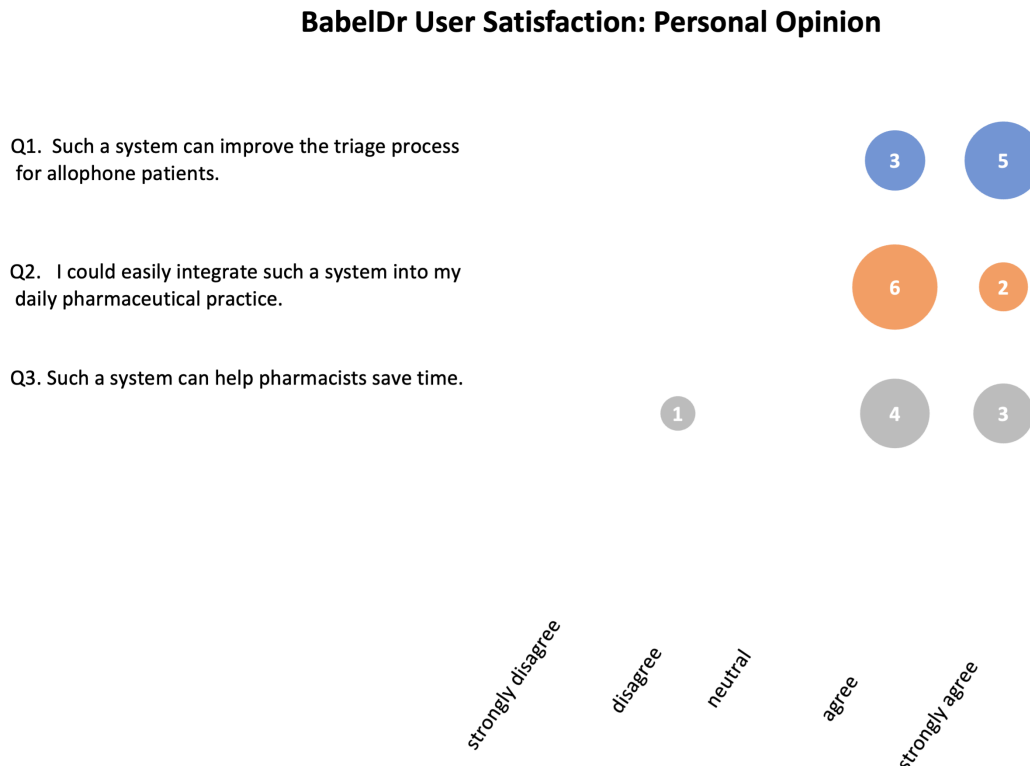 BabelDr User Satisfaction: Personal Opinion
Q1. Such a system can improve the triage process
for allophone patients.
3
5
Q2. I could easily integrate such a system into my
daily pharmaceutical practice.
6
2
Q3. Such a system can help pharmacists save time.
1
4
3
strongly disagree
disagree
neutral
agree
strongly agree